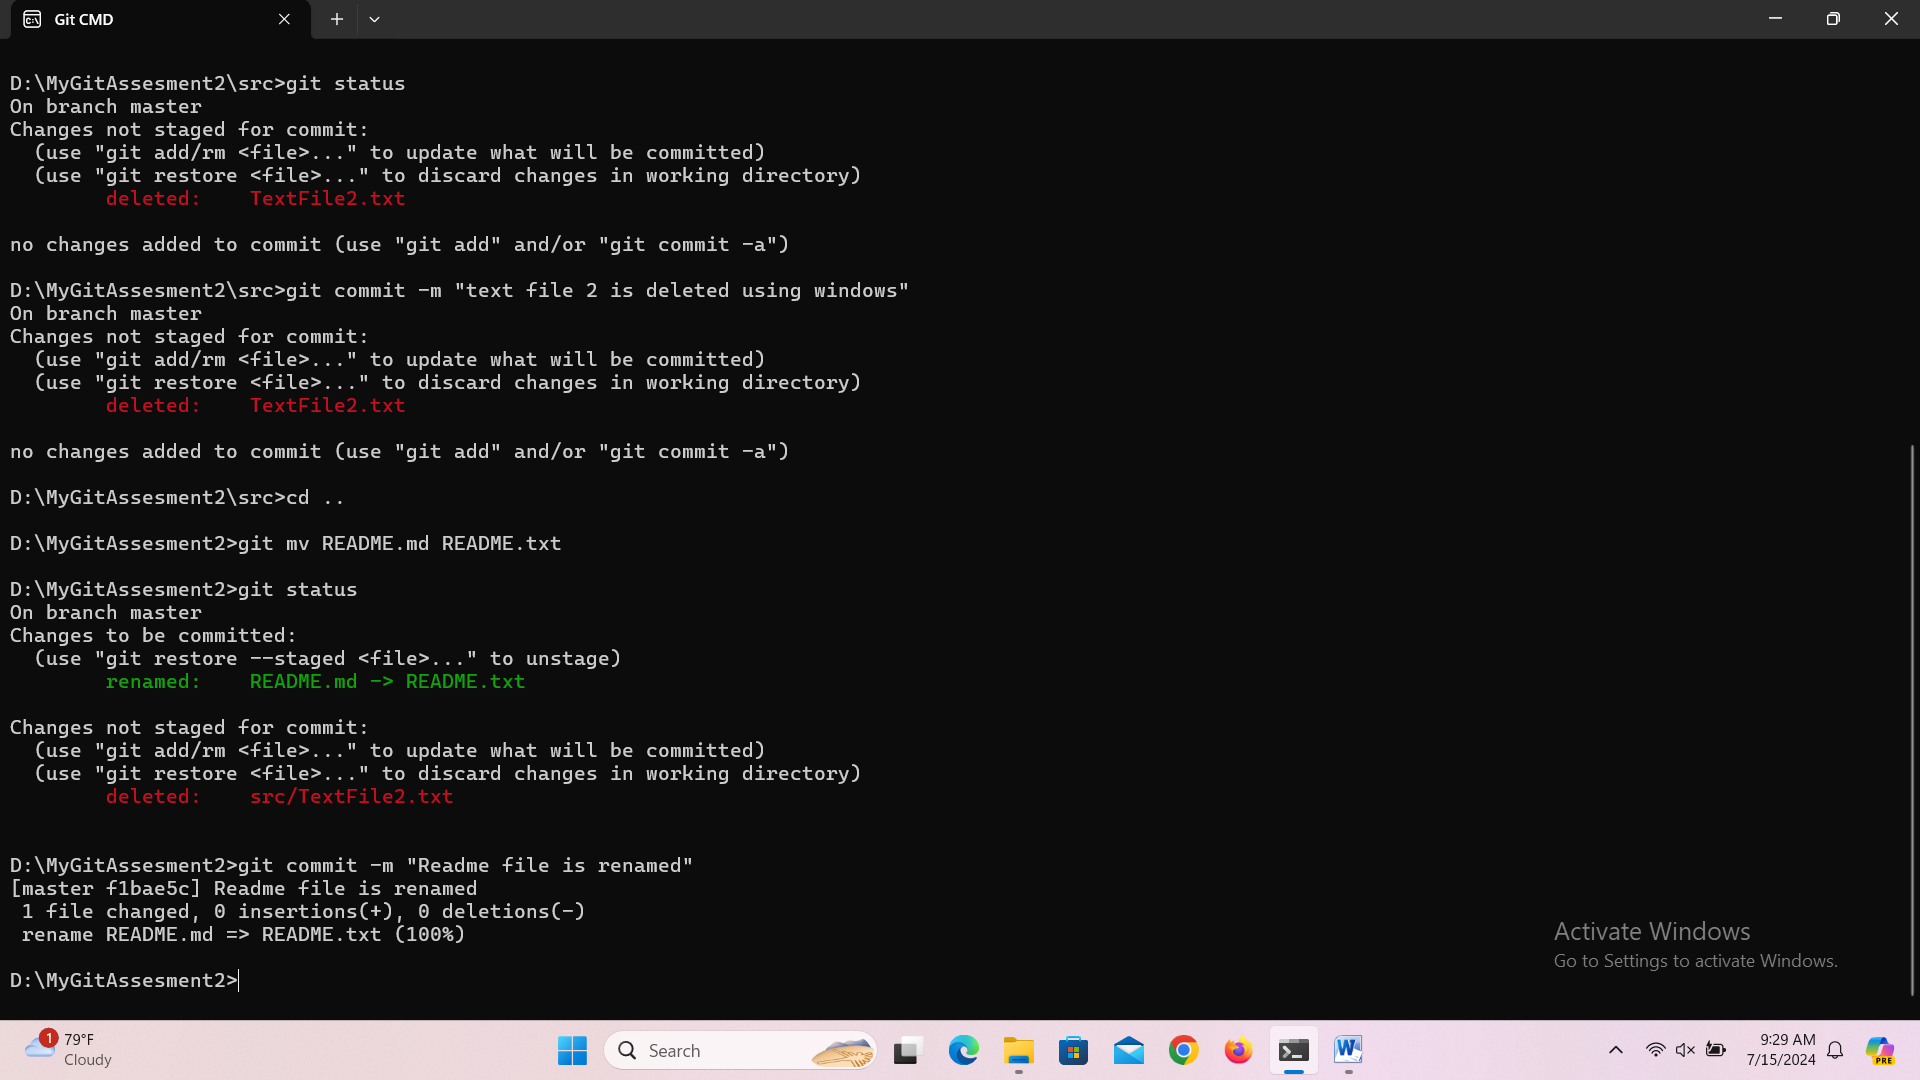 Git CMD
D:\MyGitAssesment2\src>git status
On branch master
Changes not staged for commit:
  (use "git add/rm <file>..." to update what will be committed)
  (use "git restore <file>..." to discard changes in working directory)
        deleted:    TextFile2.txt
no changes added to commit (use "git add" and/or "git commit -a")
D:\MyGitAssesment2\src>git commit -m "text file 2 is deleted using windows"
On branch master
Changes not staged for commit:
  (use "git add/rm <file>..." to update what will be committed)
  (use "git restore <file>..." to discard changes in working directory)
        deleted:    TextFile2.txt
no changes added to commit (use "git add" and/or "git commit -a")
D:\MyGitAssesment2\src>cd ..
D:\MyGitAssesment2>git mv README.md README.txt
D:\MyGitAssesment2>git status
On branch master
Changes to be committed:
  (use "git restore --staged <file>..." to unstage)
        renamed:    README.md -> README.txt
Changes not staged for commit:
  (use "git add/rm <file>..." to update what will be committed)
  (use "git restore <file>..." to discard changes in working directory)
        deleted:    src/TextFile2.txt
D:\MyGitAssesment2>git commit -m "Readme file is renamed"
[master f1bae5c] Readme file is renamed
 1 file changed, 0 insertions(+), 0 deletions(-)
 rename README.md => README.txt (100%)
D:\MyGitAssesment2>
Activate Windows
Go to Settings to activate Windows.
1
79°F
Cloudy
Search
W
9:29 AM
7/15/2024
PRE